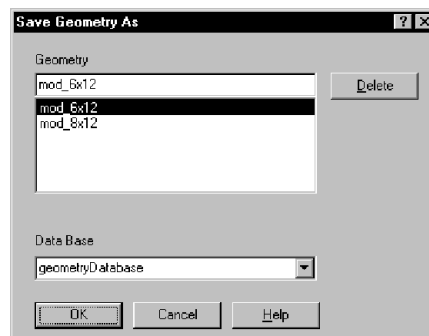 Save Geometry As
Geometry
mod_6x12
Delete
mod_6x12
mod_8x12
Data Base
geometryDatabase
OK
Cancel
Help